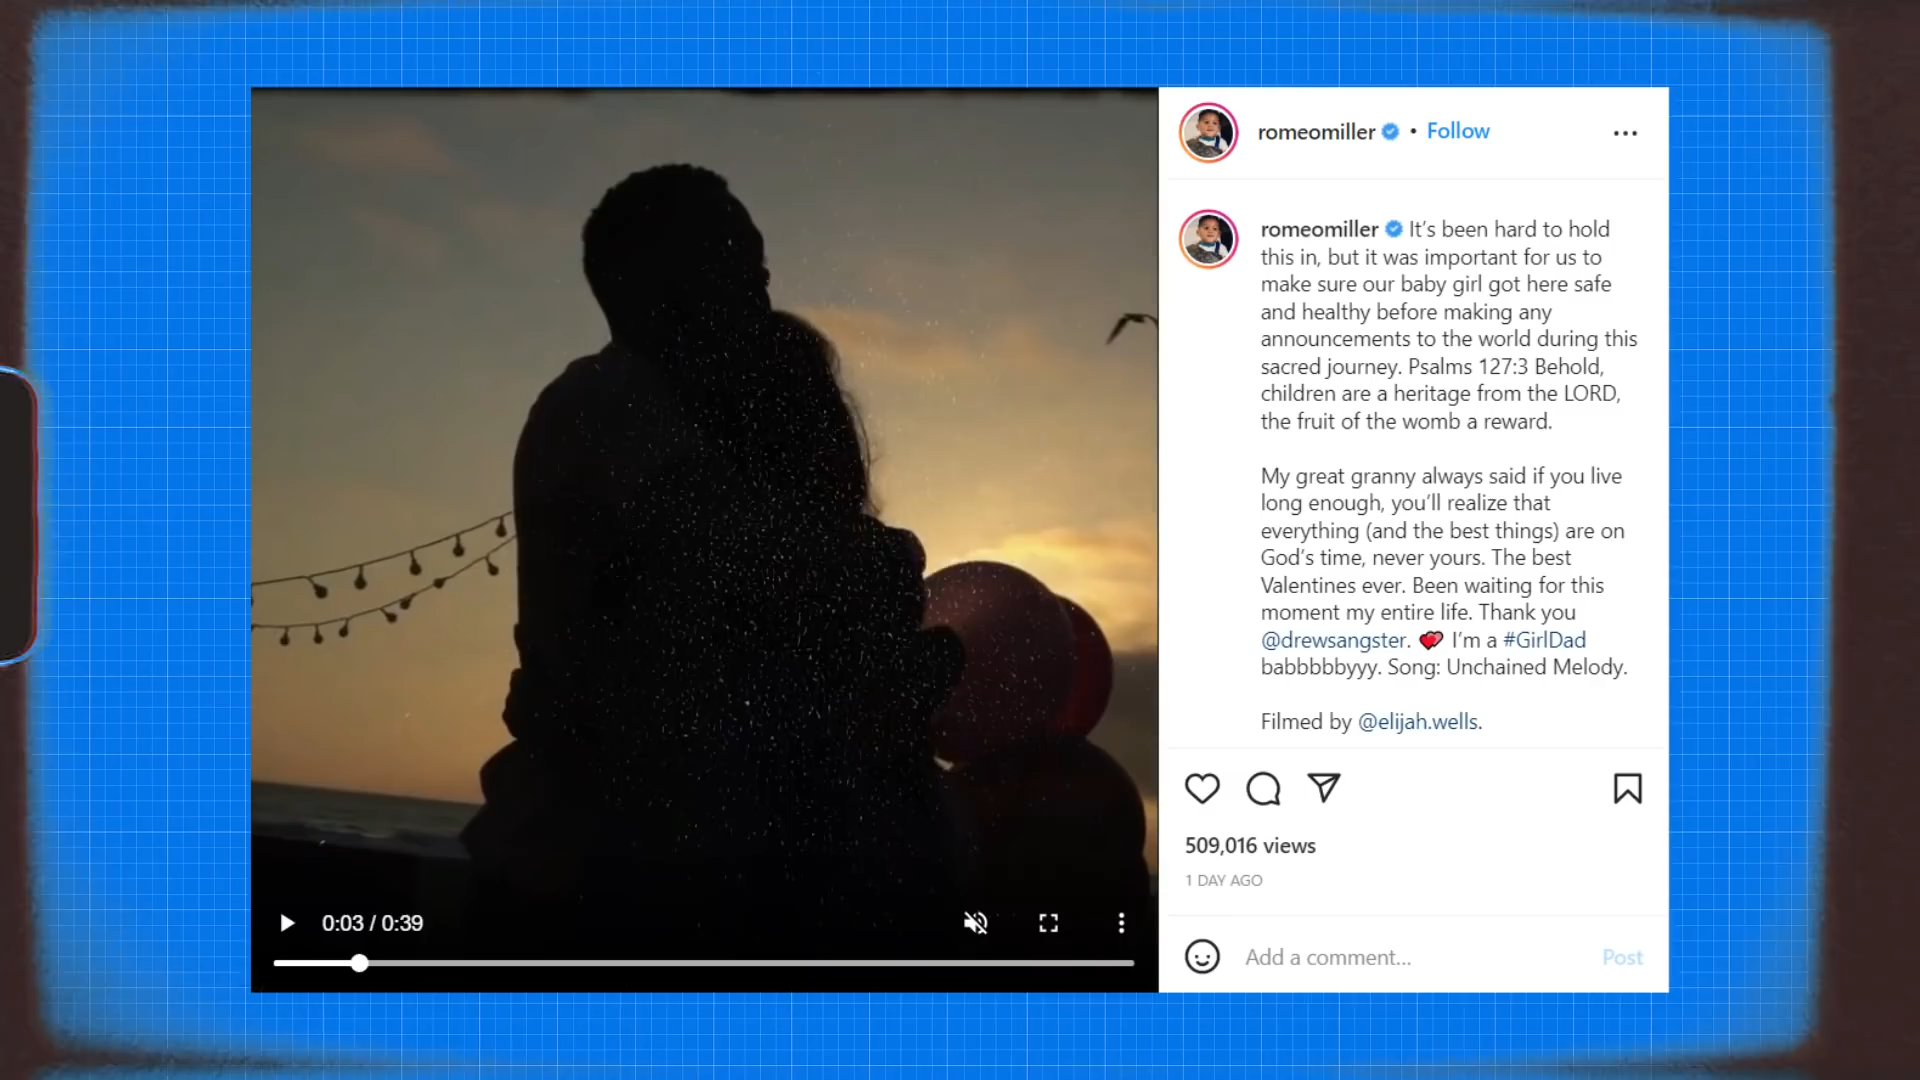 romeomiller • Follow
romeomiller It’s been hard to hold
this in, but it was important for us to
make sure our baby girl got here safe
and healthy before making any
announcements to the world during this
sacred journey. Psalms 127:3 Behold,
children are a heritage from the LORD,
the fruit of the womb a reward.
My great granny always said if you live
long enough, you’ll realize that
everything (and the best things) are on
God’s time, never yours. The best
Valentines ever. Been waiting for this
moment my entire life. Thank you
@drewsangster. 💕 I’m a #GirlDad
babbbbbyyy. Song: Unchained Melody.
Filmed by @elijah.wells.
509,016 views
1 DAY AGO
Add a comment... Post
0:03 / 0:39